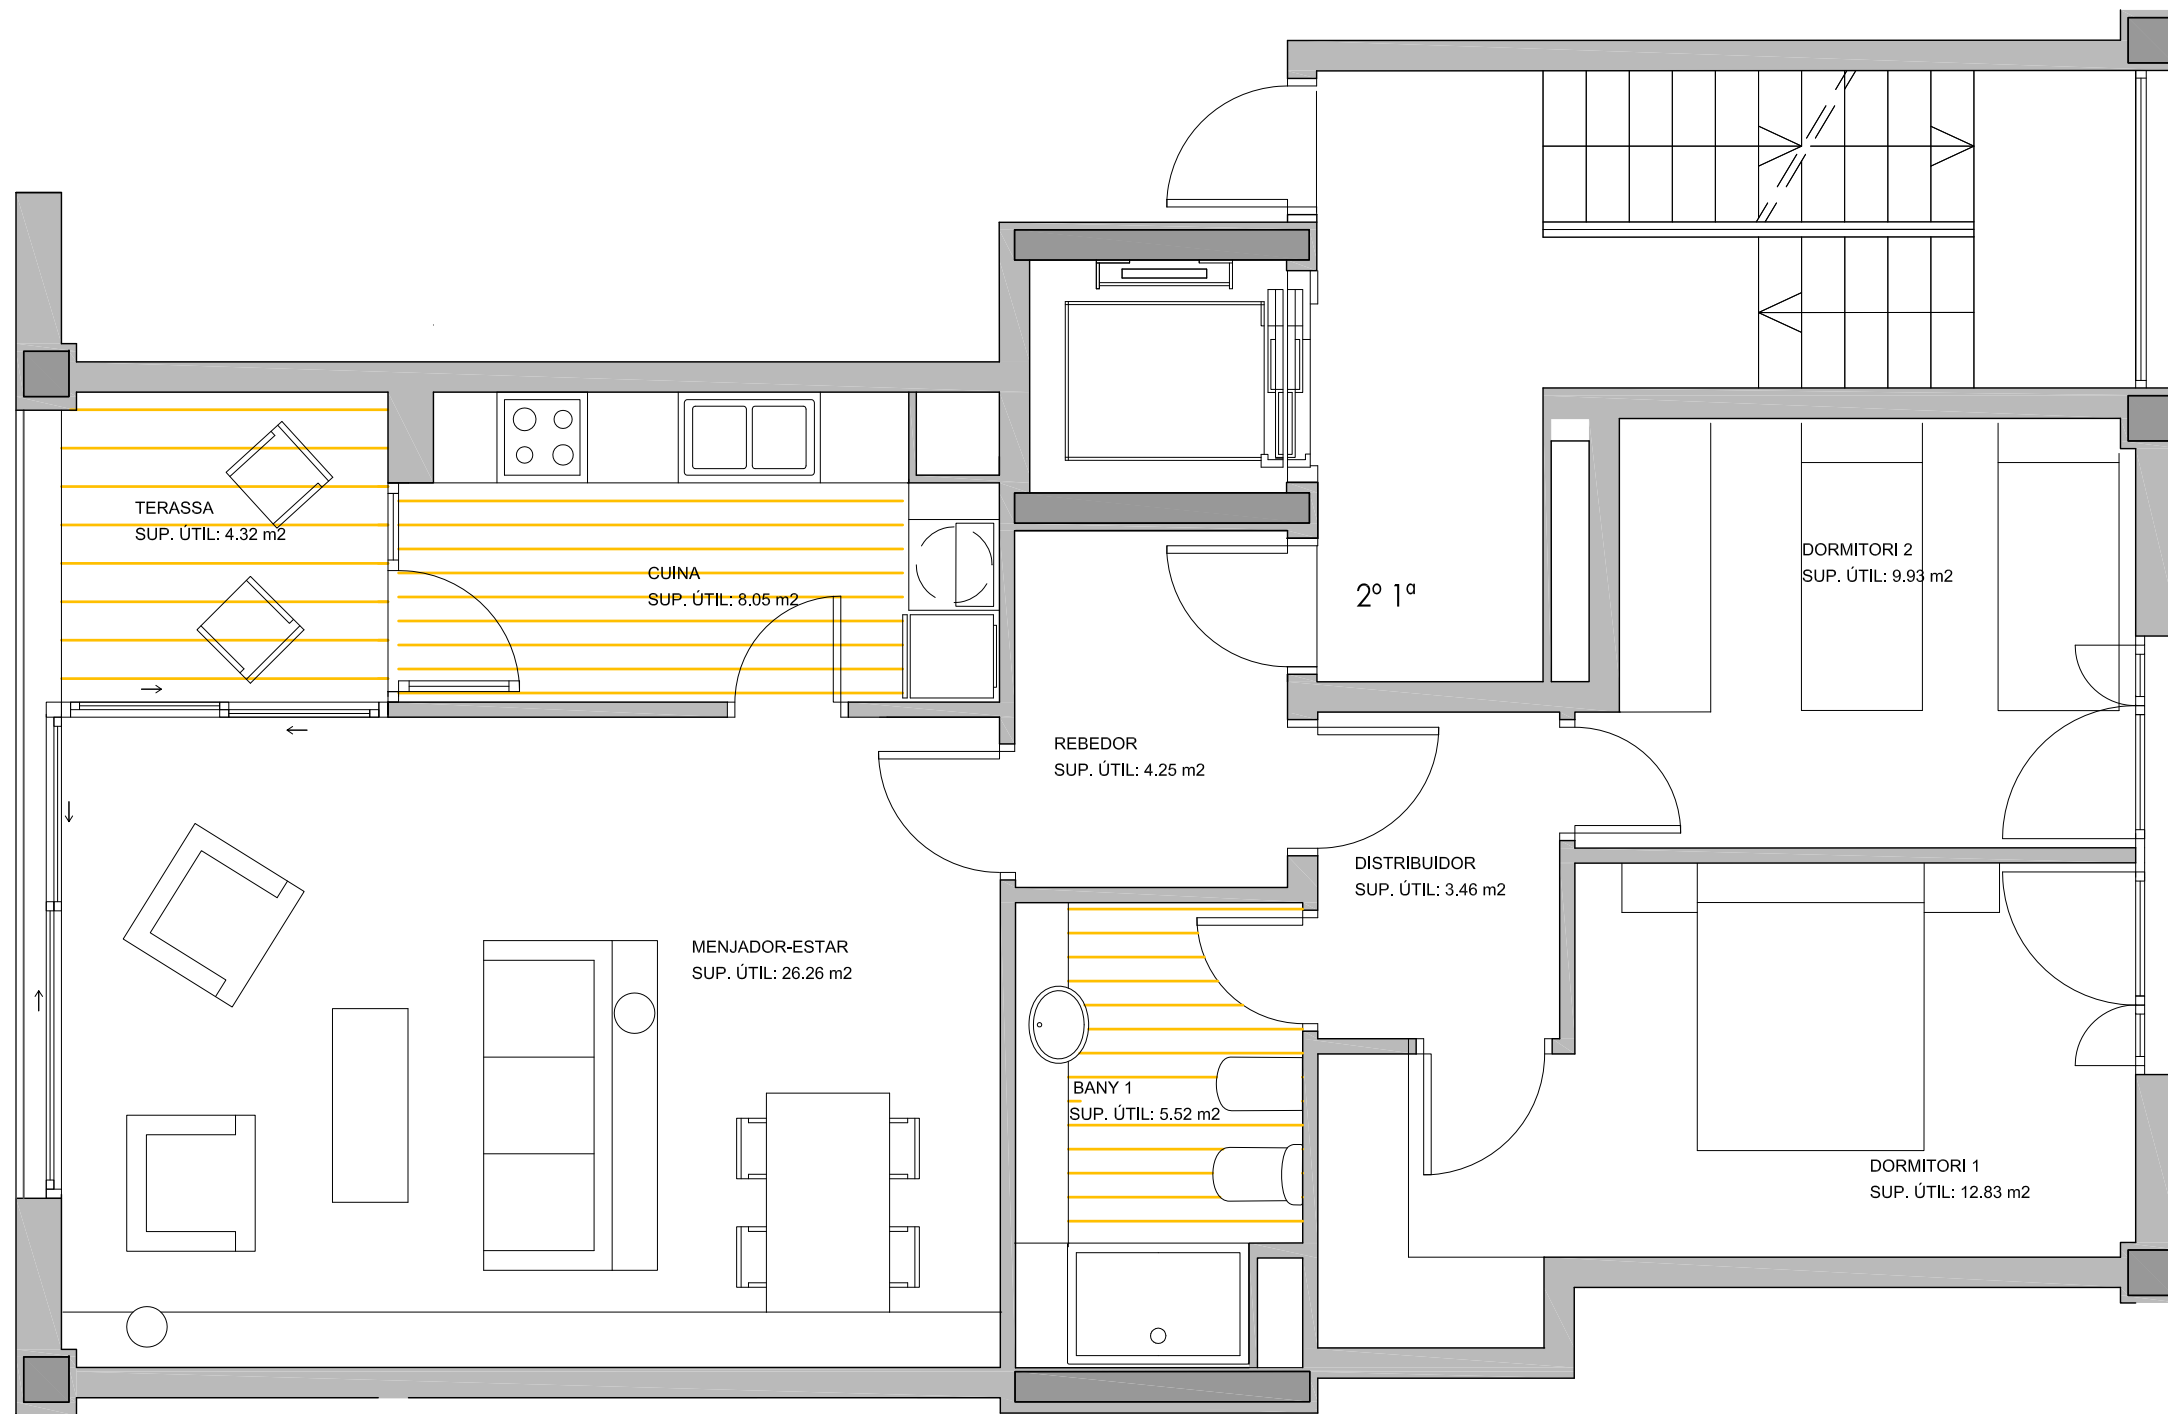 TERASSA
SUP. ÚTIL: 4.32 m2
CUINA
SUP. ÚTIL: 8.05 m2
2º 1ª
DORMITORI 2
SUP. ÚTIL: 9.93 m2
REBEDOR
SUP. ÚTIL: 4.25 m2
DISTRIBUIDOR
SUP. ÚTIL: 3.46 m2
MENJADOR-ESTAR
SUP. ÚTIL: 26.26 m2
BANY 1
SUP. ÚTIL: 5.52 m2
DORMITORI 1
SUP. ÚTIL: 12.83 m2